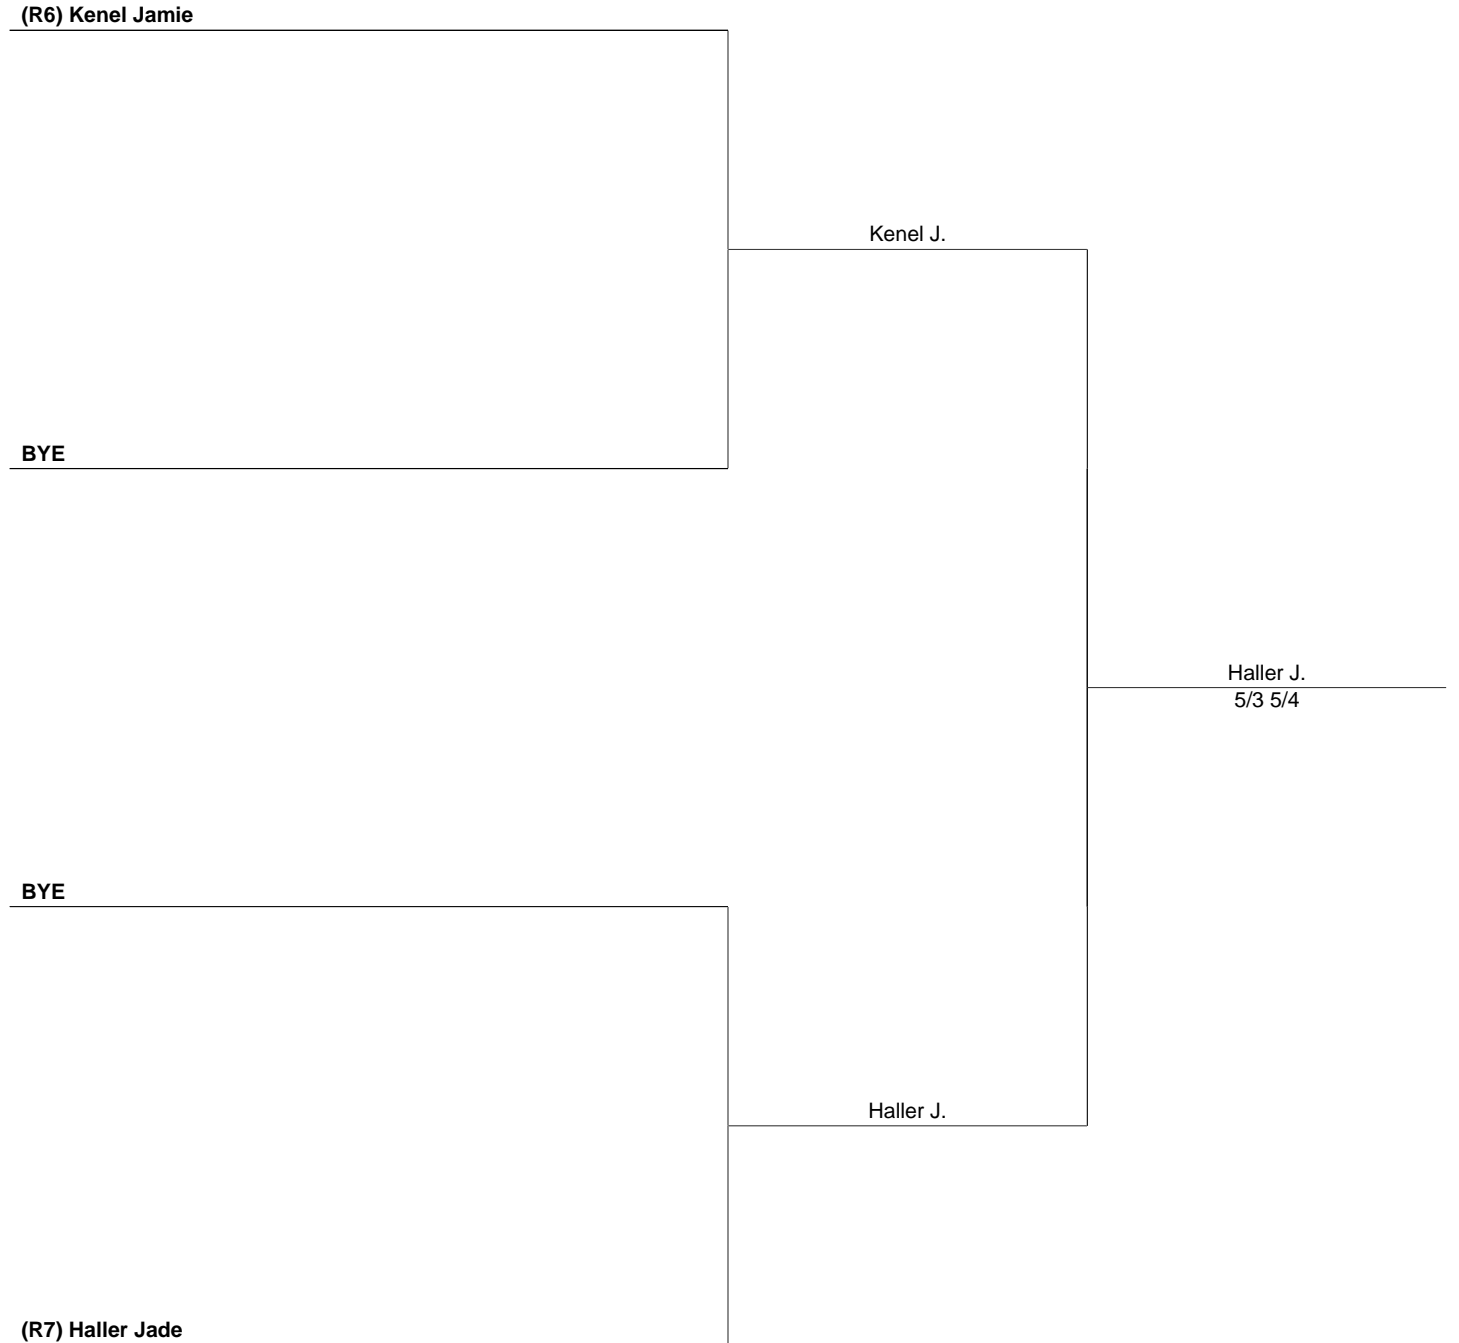 (R6) Kenel Jamie
Kenel J.
BYE
Haller J.
5/3 5/4
BYE
Haller J.
(R7) Haller Jade